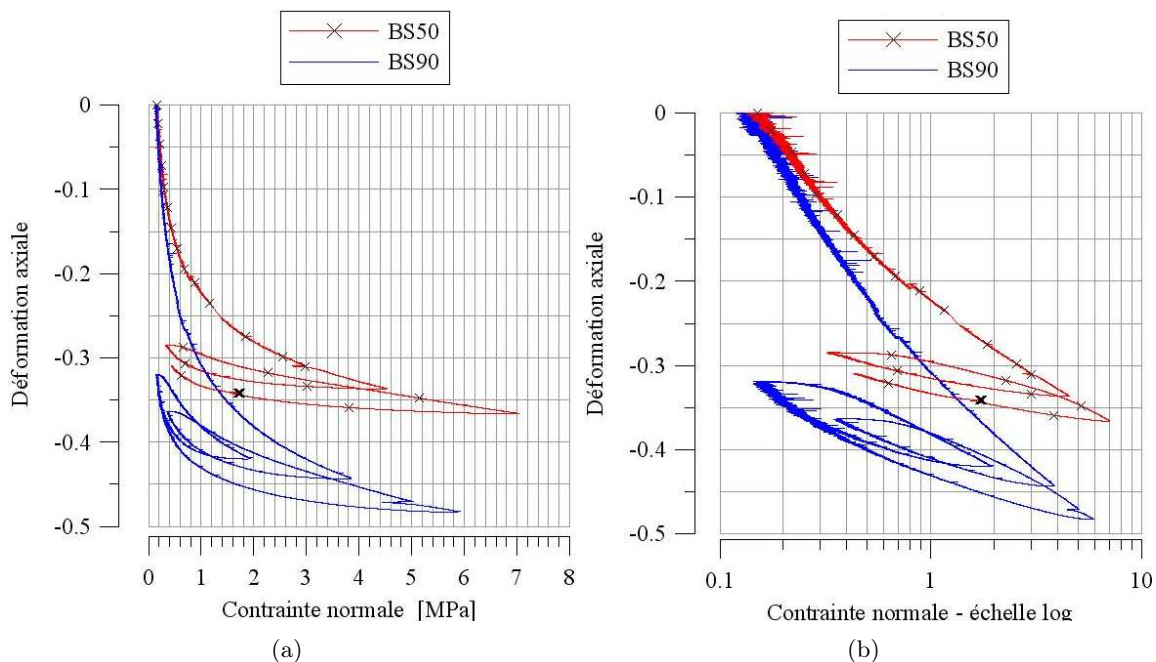 BS50
BS90
0
-0.1
-0.2
-0.3
-0.4
-0.5
Déformation axiale
0 1 2 3 4 5 6 7 8
Contrainte normale [MPa]
(a)
BS50
BS90
0
-0.1
-0.2
-0.3
-0.4
-0.5
Déformation axiale
0.1 1 10
Contrainte normale - échelle log
(b)